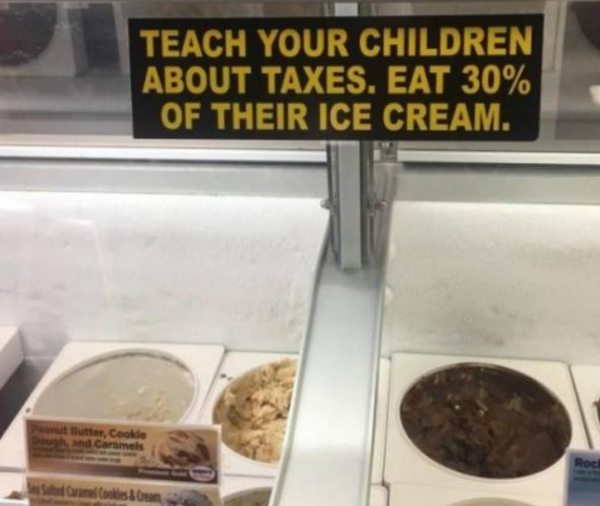 TEACH YOUR CHILDREN
ABOUT TAXES. EAT 30%
OF THEIR ICE CREAM.
Peanut Butter, Cookie
Dough, and Caramels
Sea Salted Caramel Cookies & Cream